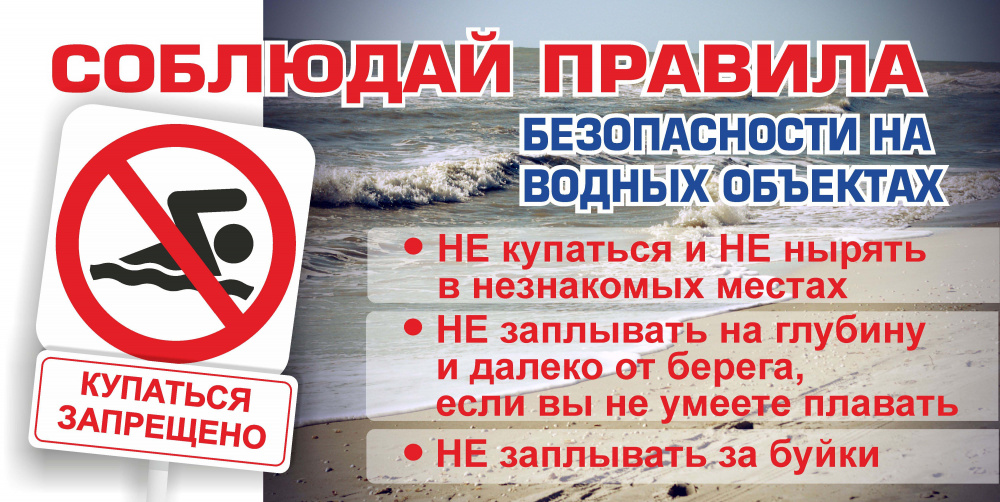 СОБЛЮДАЙ ПРАВИЛА
БЕЗОПАСНОСТИ НА
ВОДНЫХ ОБЪЕКТАХ
• НЕ купаться и НЕ нырять
в незнакомых местах
• НЕ заплывать на глубину
и далеко от берега,
если вы не умеете плавать
• НЕ заплывать за буйки
КУПАТЬСЯ
ЗАПРЕЩЕНО